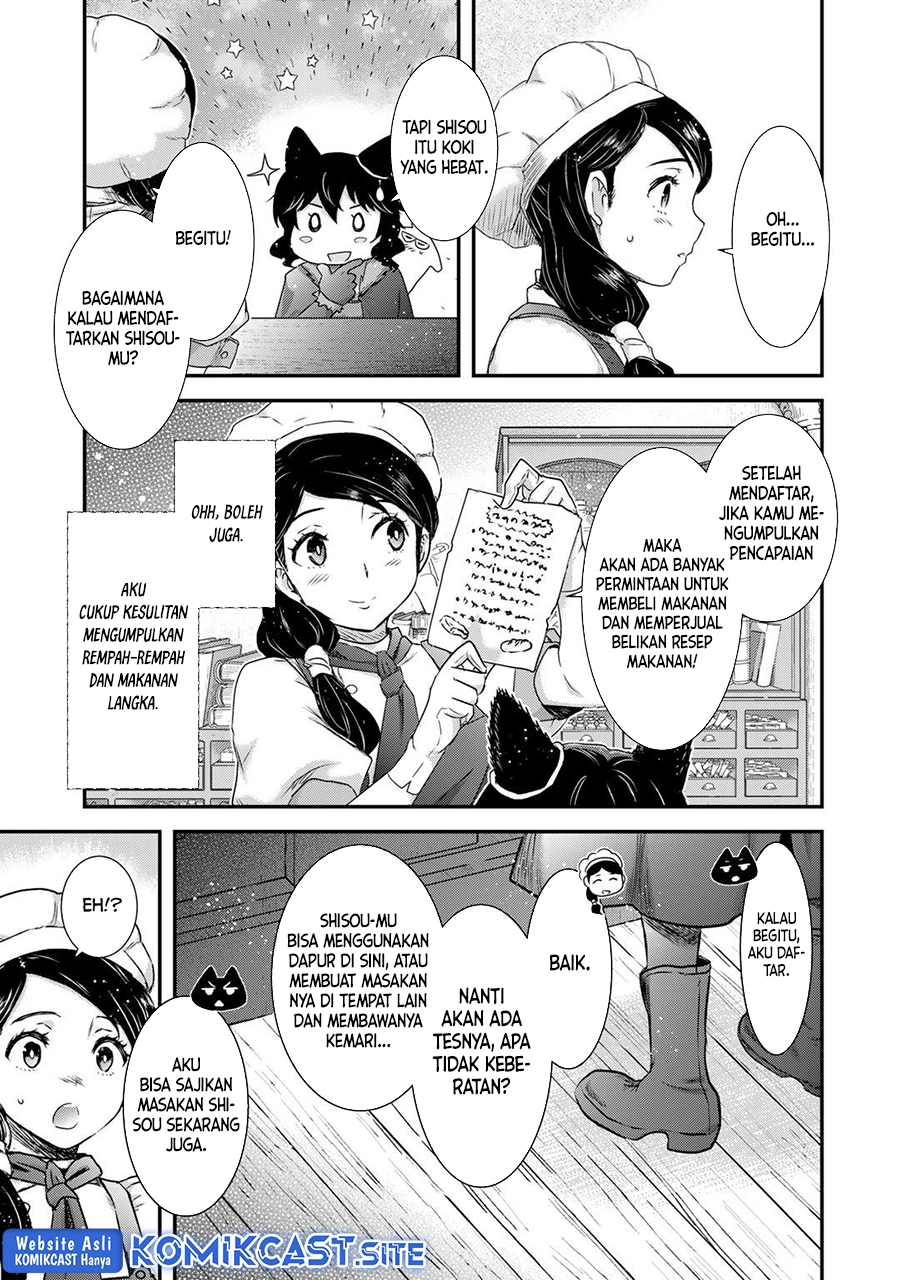 OH...
BEGITU...
TAPI SHISOU
ITU KOKI
YANG HEBAT.
BEGITU!
BAGAIMANA
KALAU MENDAF-
TARKAN SHISOU-
MU?
SETELAH
MENDAFTAR,
JIKA KAMU ME-
NGUMPULKAN
PENCAPAIAN
MAKA
AKAN ADA BANYAK
PERMINTAAN UNTUK
MEMBELI MAKANAN
DAN MEMPERJUAL
BELIKAN RESEP
MAKANAN!
OHH, BOLEH
JUGA.
AKU
CUKUP KESULITAN
MENGUMPULKAN
REMPAH-REMPAH
DAN MAKANAN
LANGKA.
KALAU
BEGITU,
AKU DAF-
TAR.
BAIK.
NANTI
AKAN ADA
TESNYA, APA
TIDAK KEBE-
RATAN?
SHISOU-MU
BISA MENGGUNAKAN
DAPUR DI SINI, ATAU
MEMBUAT MASAKAN
NYA DI TEMPAT LAIN
DAN MEMBAWANYA
KEMARI...
AKU
BISA SAJIKAN
MASAKAN SHI-
SOU SEKARANG
JUGA.
EH!?
Website Asli
KOMIKCAST Hanya
KOMIKCAST.SITE